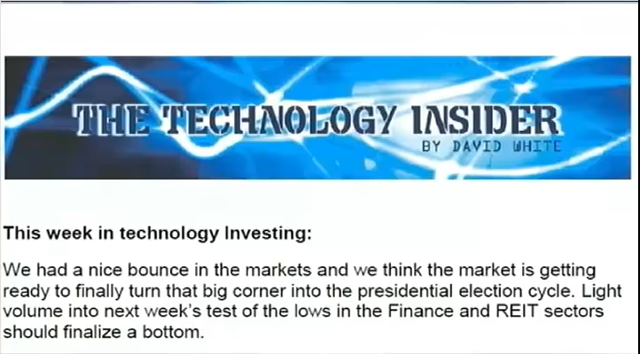 THE TECHNOLOGY INSIDER
BY DAVID WHITE
This week in technology Investing:
We had a nice bounce in the markets and we think the market is getting
ready to finally turn that big corner into the presidential election cycle. Light
volume into next week's test of the lows in the Finance and REIT sectors
should finalize a bottom.